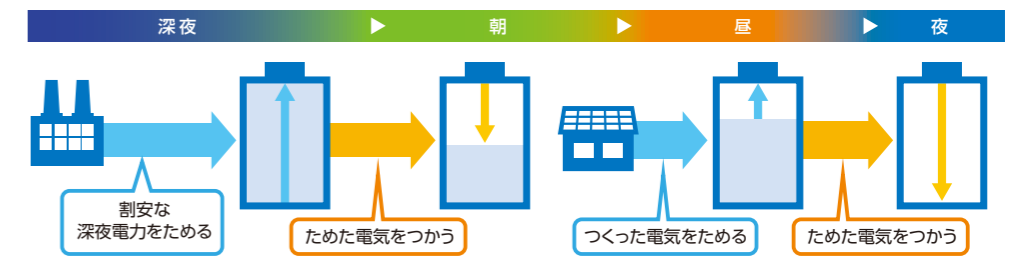 深夜
朝
昼
夜
割安な
深夜電力をためる
ためた電気をつかう
つくった電気をためる
ためた電気をつかう